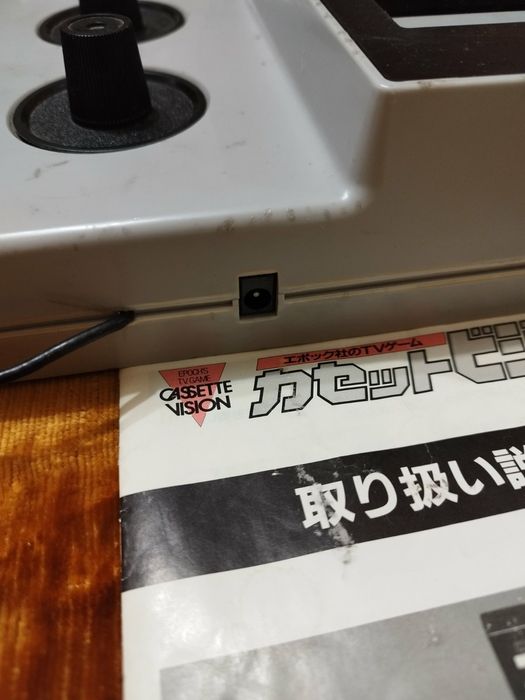 EPOCH'S
TV GAME
CASSETTE
VISION
エポック社のTVゲーム
カセットビ
取り扱い説